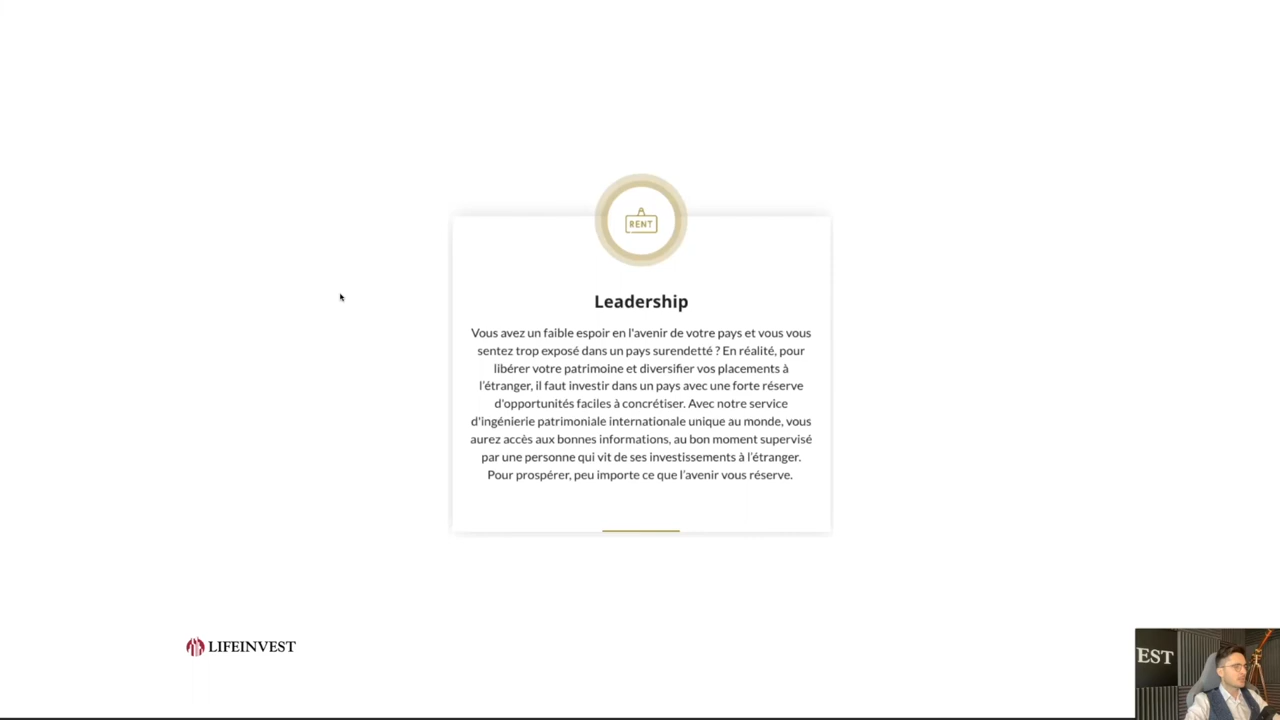 RENT
Leadership
Vous avez un faible espoir en l'avenir de votre pays et vous vous
sentez trop exposé dans un pays surendetté ? En réalité, pour
libérer votre patrimoine et diversifier vos placements à
l'étranger, il faut investir dans un pays avec une forte réserve
d'opportunités faciles à concrétiser. Avec notre service
d'ingénierie patrimoniale internationale unique au monde, vous
aurez accès aux bonnes informations, au bon moment supervisé
par une personne qui vit de ses investissements à l'étranger.
Pour prospérer, peu importe ce que l'avenir vous réserve.
LIFEINVEST
EST